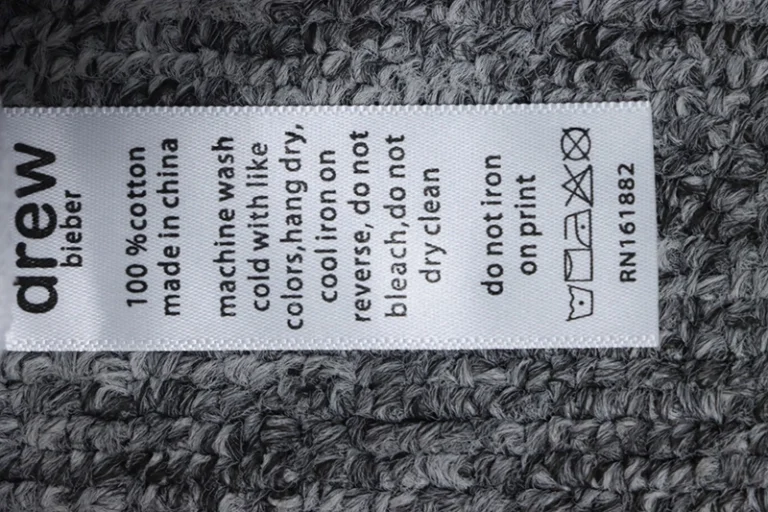 arew
bieber
100 %cotton
made in china
machine wash
cold with like
colors,hang dry,
cool iron on
reverse, do not
bleach,do not
dry clean
do not iron
on print
RN161882